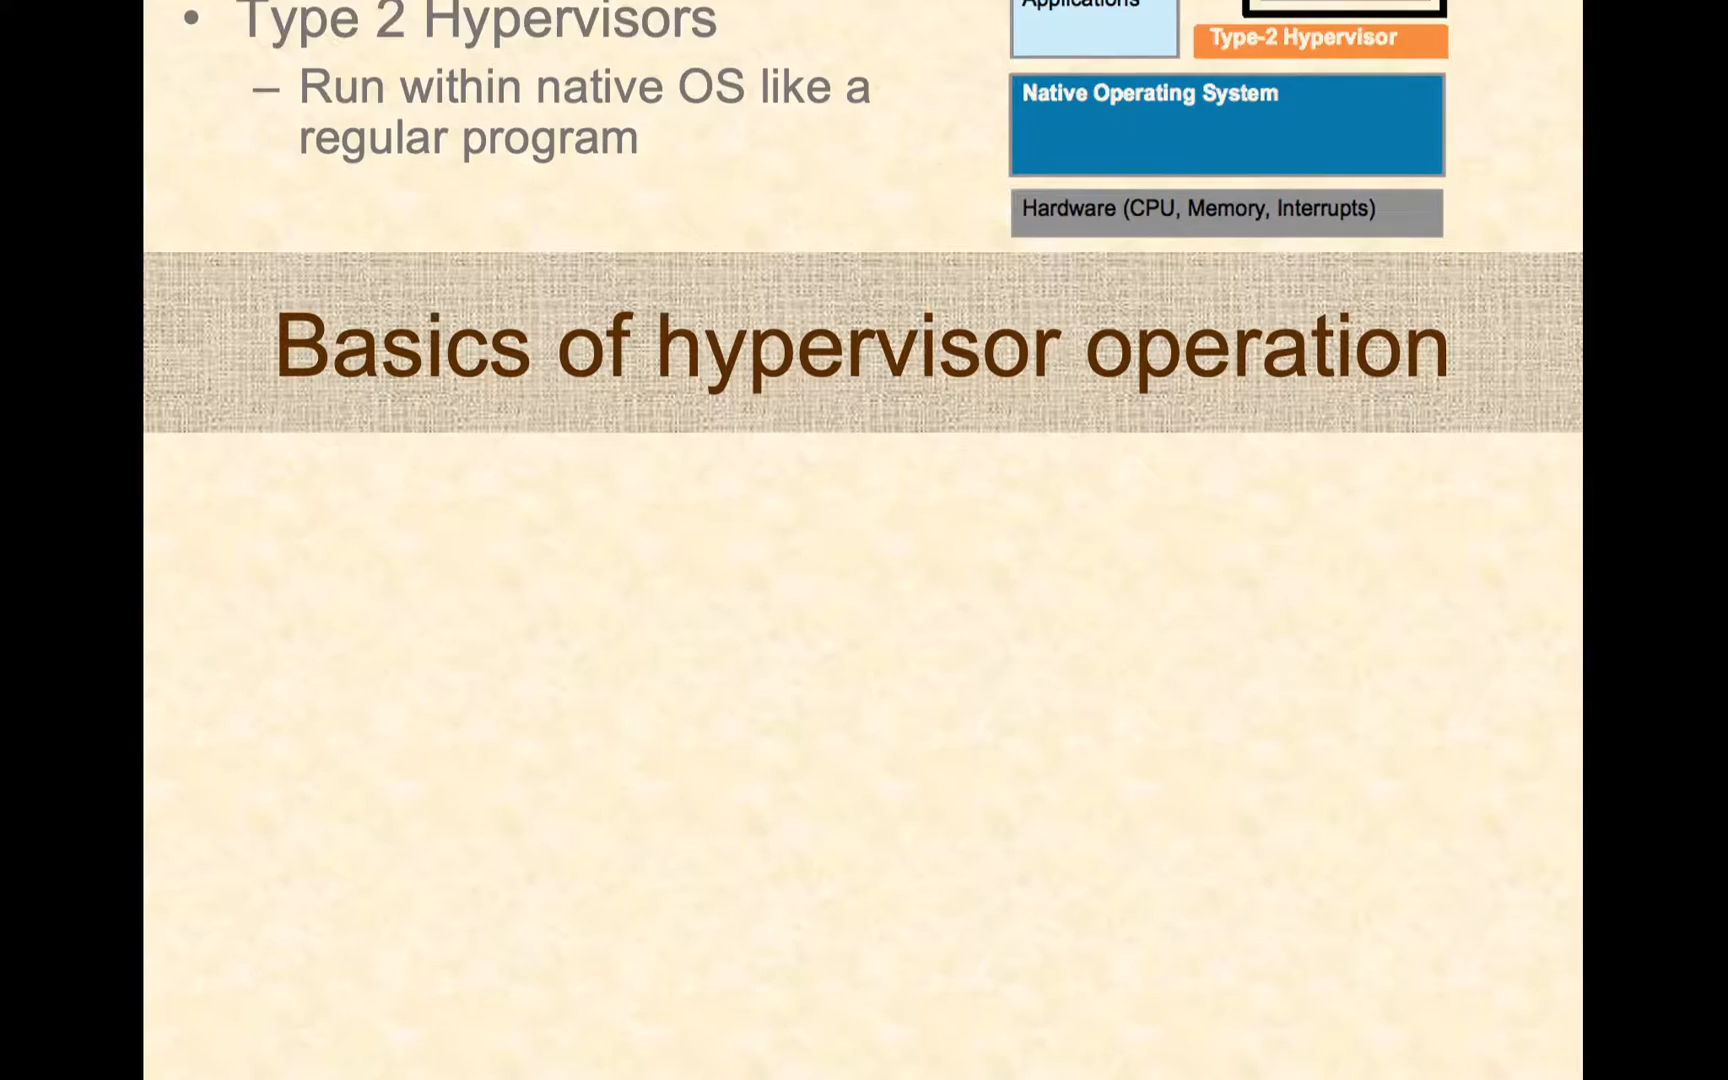 • Type 2 Hypervisors
– Run within native OS like a
regular program
Applications
Type-2 Hypervisor
Native Operating System
Hardware (CPU, Memory, Interrupts)
Basics of hypervisor operation